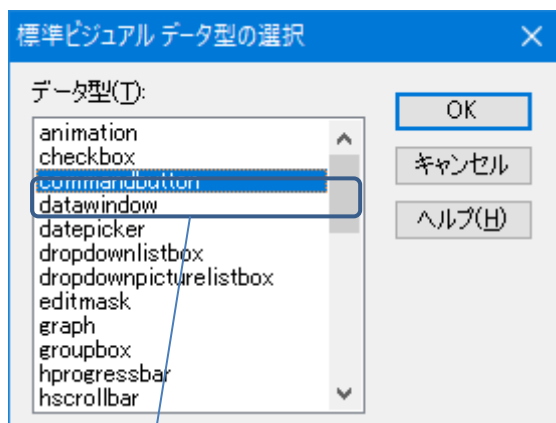 標準ビジュアル データ型の選択
データ型(T):
animation
checkbox
commandbutton
datawindow
datepicker
dropdownlistbox
dropdownpicturelistbox
editmask
graph
groupbox
hprogressbar
hscrollbar
OK
キャンセル
ヘルプ(H)